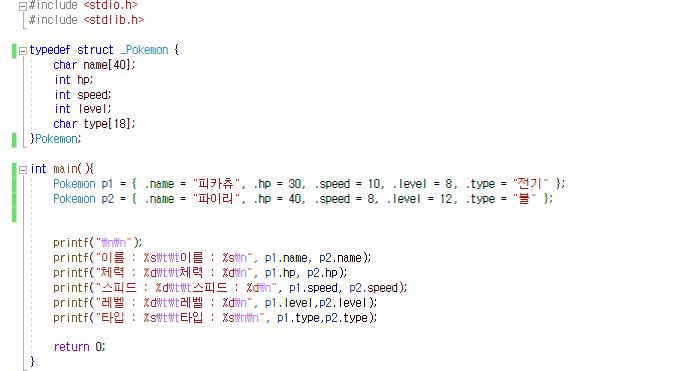 #include <stdio.h>
#include <stdlib.h>
typedef struct _Pokemon {
char name[40];
int hp;
int speed;
int level;
char type[18];
}Pokemon;
int main(){
Pokemon p1 = { .name = "피카츄", .hp = 30, .speed = 10, .level = 8, .type = "전기" };
Pokemon p2 = { .name = "파이리", .hp = 40, .speed = 8, .level = 12, .type = "불" };
printf("₩n₩n");
printf("이름 : %s₩t₩t이름 : %s₩n", p1.name, p2.name);
printf("체력 : %d₩t₩t체력 : %d₩n", p1.hp, p2.hp);
printf("스피드 : %d₩t₩t스피드 : %d₩n", p1.speed, p2.speed);
printf("레벨 : %d₩t₩t레벨 : %d₩n", p1.level,p2.level);
printf("타입 : %s₩t₩t타입 : %s₩n₩n", p1.type,p2.type);
return 0;
}